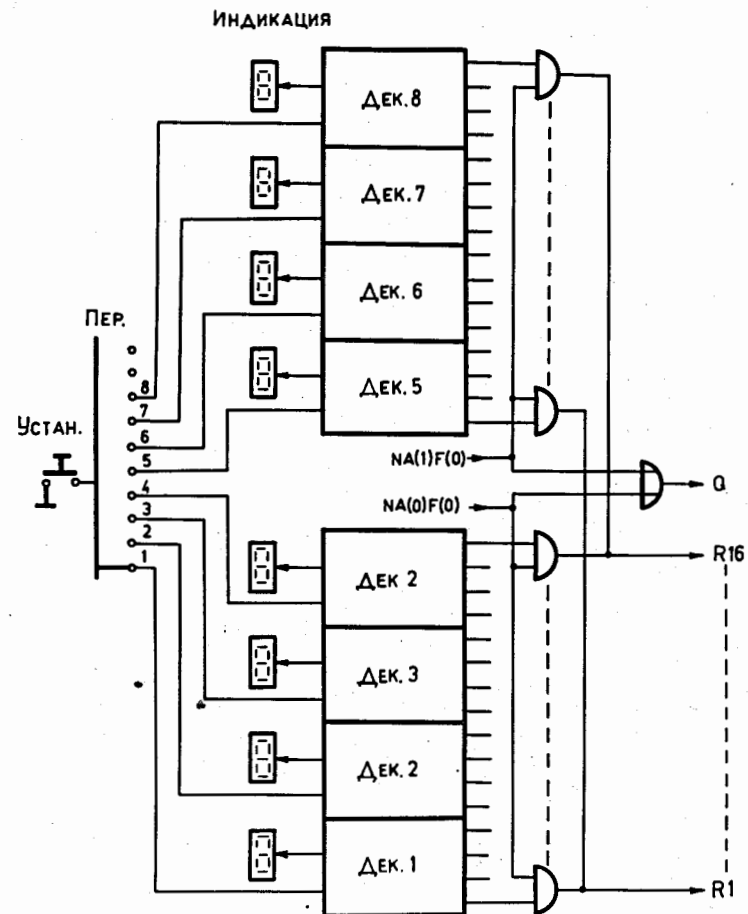 Индикация
Дек. 8
Дек. 7
Дек. 6
Дек. 5
Пер.
8
7
6
5
4
3
2
1
Устан.
NA(1)F(0)
NA(0)F(0)
Q
Дек 2
Дек. 3
Дек. 2
Дек. 1
R16
R1